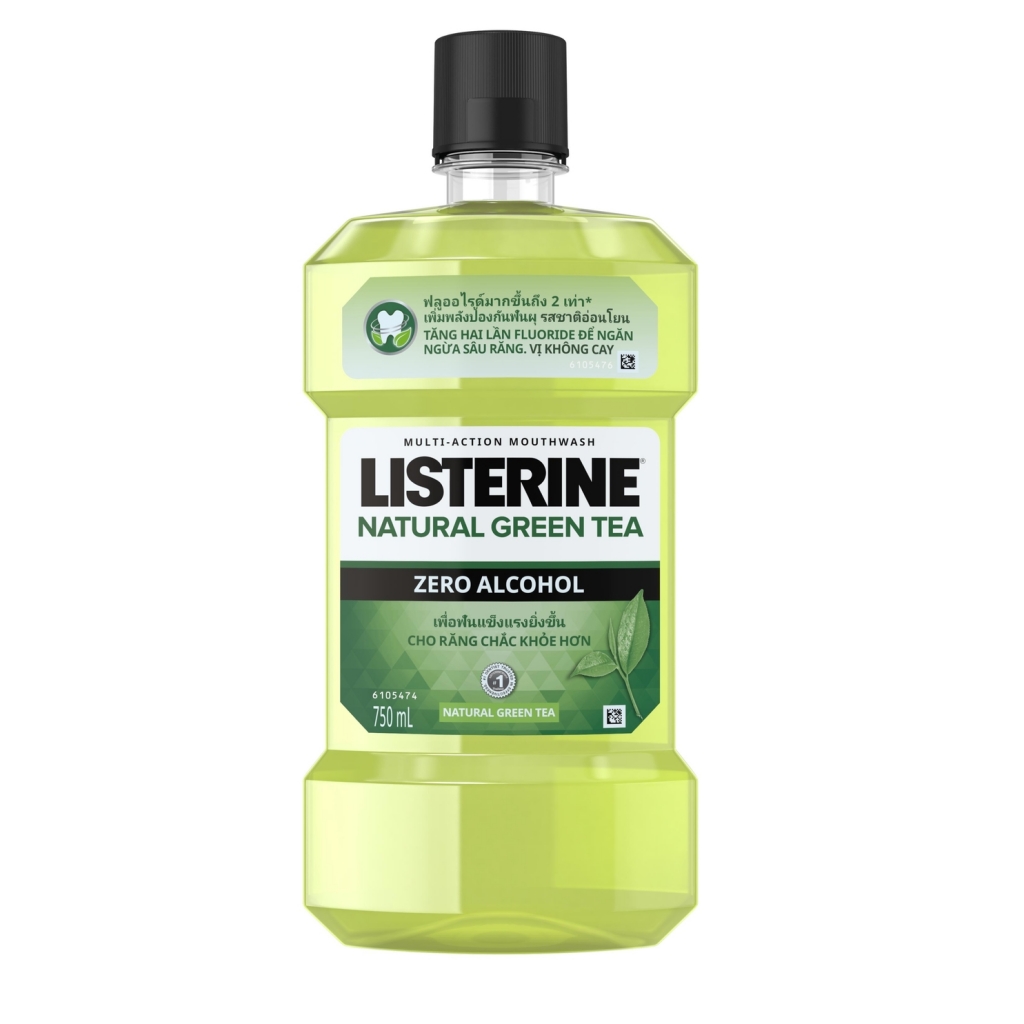 ฟลูออไรด์มากขึ้นถึง 2 เท่า*
เพิ่มพลังป้องกันฟันผุ รสชาติอ่อนโยน
TĂNG HAI LẦN FLUORIDE ĐỂ NGĂN
NGỪA SÂU RĂNG. VỊ KHÔNG CAY
6105476
MULTI-ACTION MOUTHWASH
LISTERINE®
NATURAL GREEN TEA
ZERO ALCOHOL
เพื่อฟันแข็งแรงยิ่งขึ้น
CHO RĂNG CHẮC KHỎE HƠN
#1
6105474
750 mL
NATURAL GREEN TEA